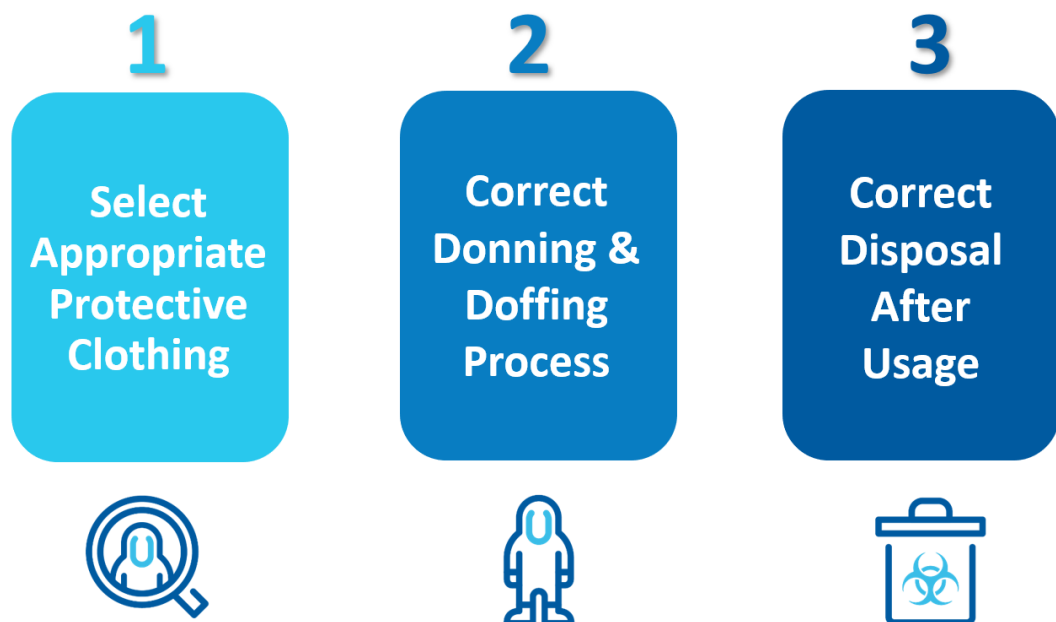 1
Select
Appropriate
Protective
Clothing
2
Correct
Donning &
Doffing
Process
3
Correct
Disposal
After
Usage